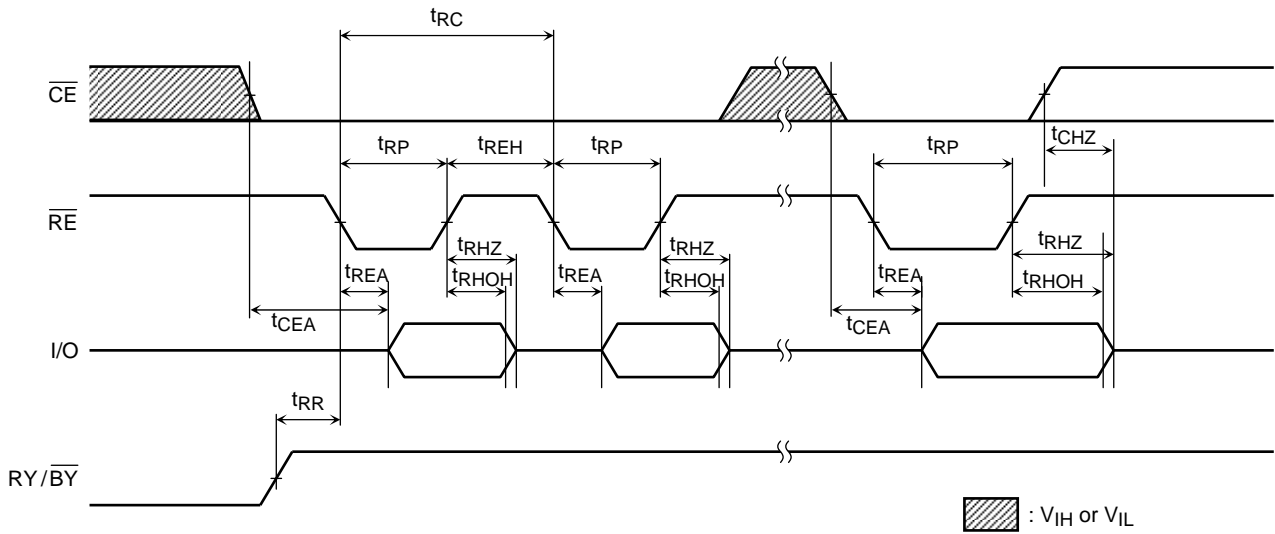 tRC
CE
tCHZ
tRP tREH tRP tRP
RE
tRHZ tRHZ tRHZ
tREA tRHOH tREA tRHOH tREA tRHOH
tCEA tCEA
I/O
tRR
RY/BY
: VIH or VIL